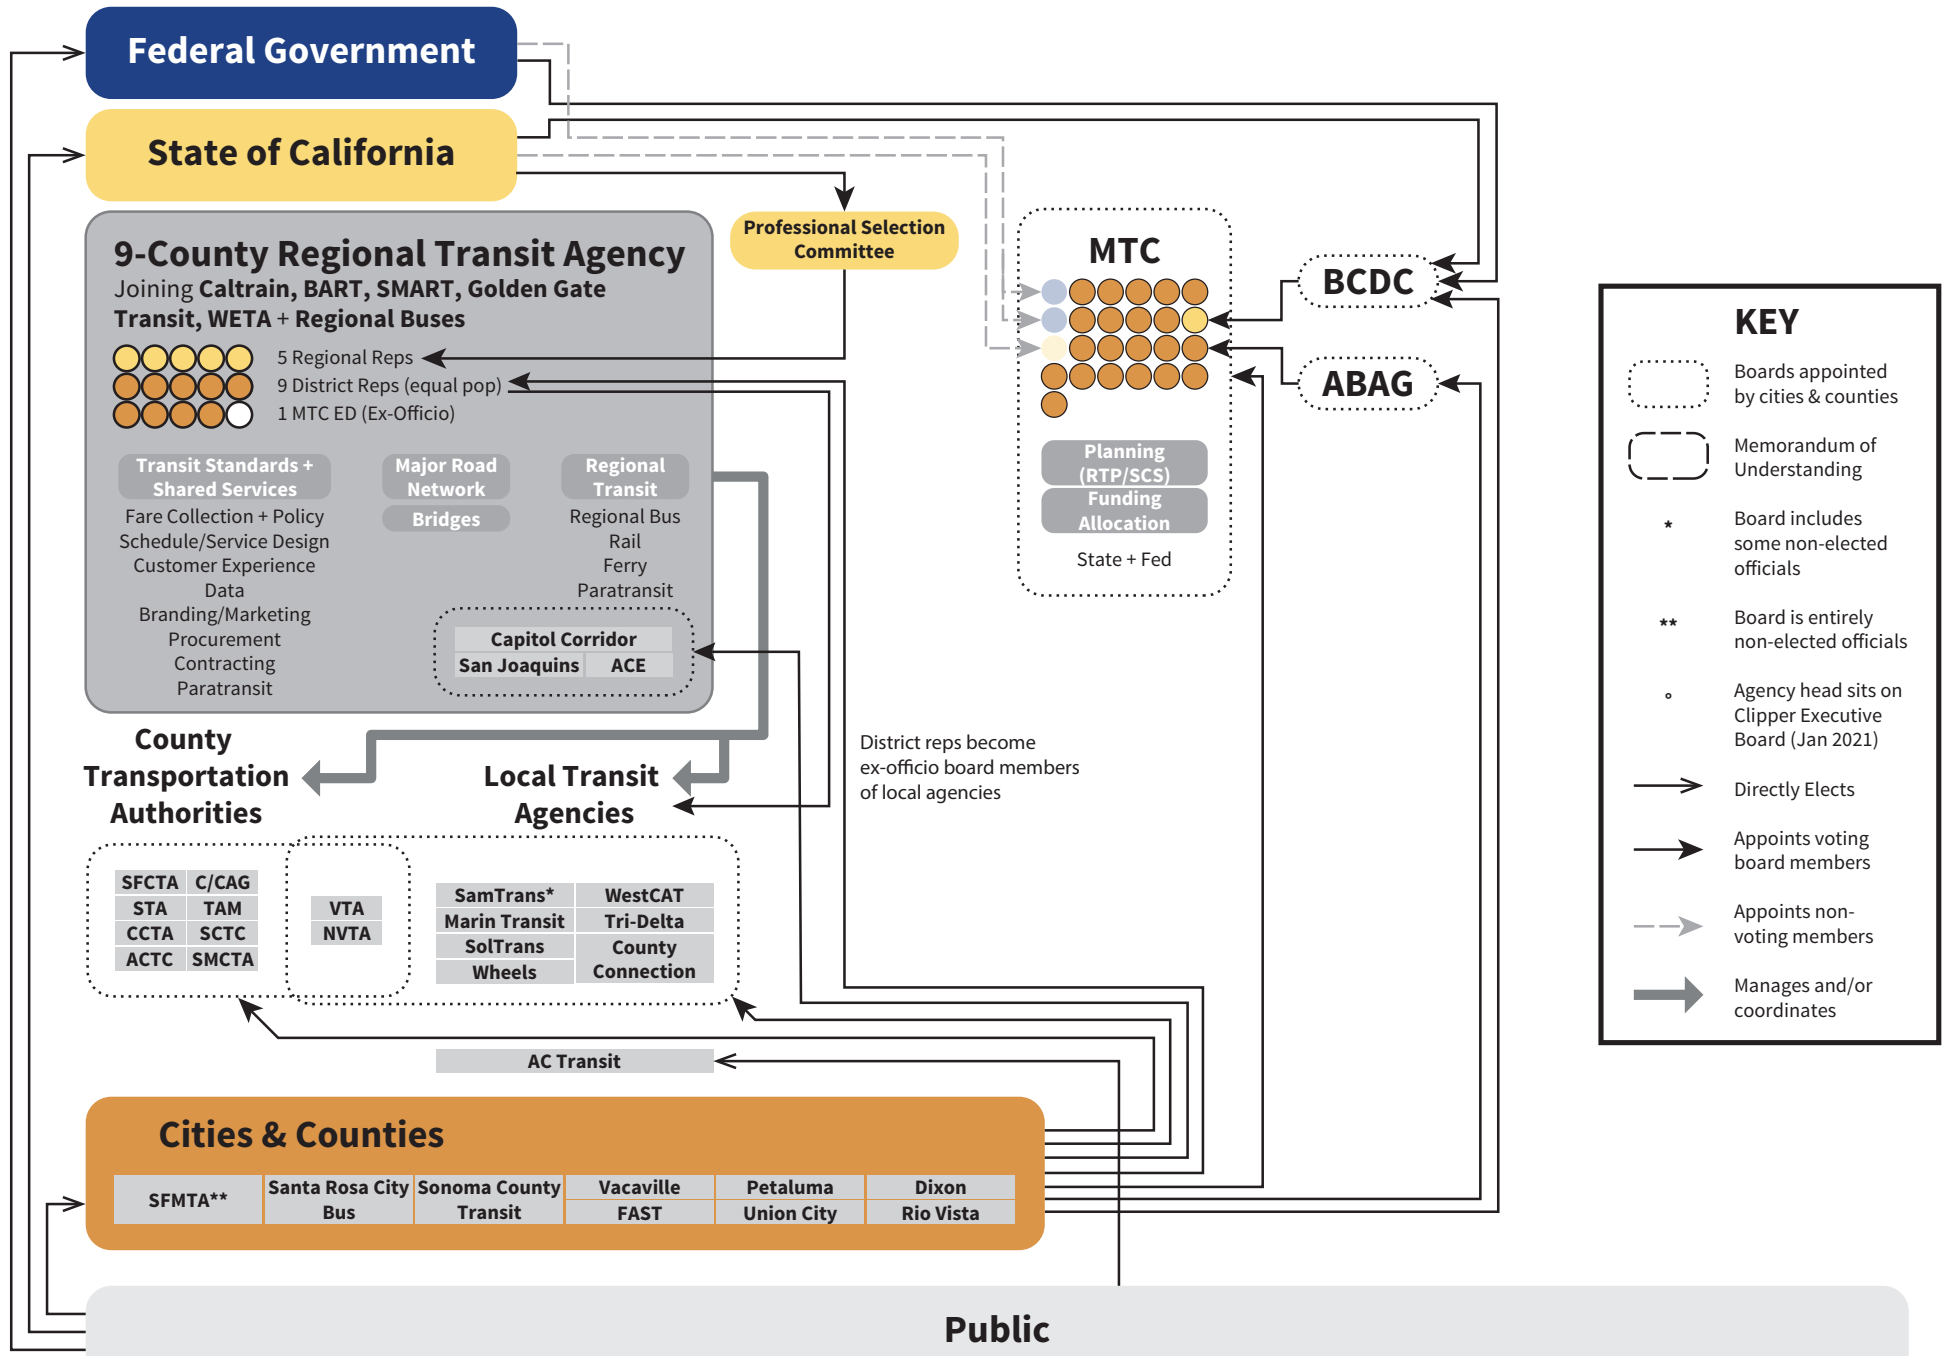 Federal Government
State of California
9-County Regional Transit Agency
Joining Caltrain, BART, SMART, Golden Gate
Transit, WETA + Regional Buses
5 Regional Reps
9 District Reps (equal pop)
1 MTC ED (Ex-Officio)
Transit Standards +
Shared Services
Fare Collection + Policy
Schedule/Service Design
Customer Experience
Data
Branding/Marketing
Procurement
Contracting
Paratransit
Major Road
Network
Bridges
Regional
Transit
Regional Bus
Rail
Ferry
Paratransit
Capitol Corridor
San Joaquins
ACE
Professional Selection
Committee
MTC
Planning
(RTP/SCS)
Funding
Allocation
State + Fed
BCDC
ABAG
KEY
Boards appointed
by cities & counties
Memorandum of
Understanding
*
Board includes
some non-elected
officials
**
Board is entirely
non-elected officials
°
Agency head sits on
Clipper Executive
Board (Jan 2021)
Directly Elects
Appoints voting
board members
Appoints non-
voting members
Manages and/or
coordinates
County
Transportation
Authorities
Local Transit
Agencies
District reps become
ex-officio board members
of local agencies
SFCTA
C/CAG
STA
TAM
CCTA
SCTC
ACTC
SMCTA
VTA
NVTA
SamTrans*
WestCAT
Marin Transit
Tri-Delta
SolTrans
Wheels
County
Connection
AC Transit
Cities & Counties
SFMTA**
Santa Rosa City
Bus
Sonoma County
Transit
Vacaville
FAST
Petaluma
Union City
Dixon
Rio Vista
Public